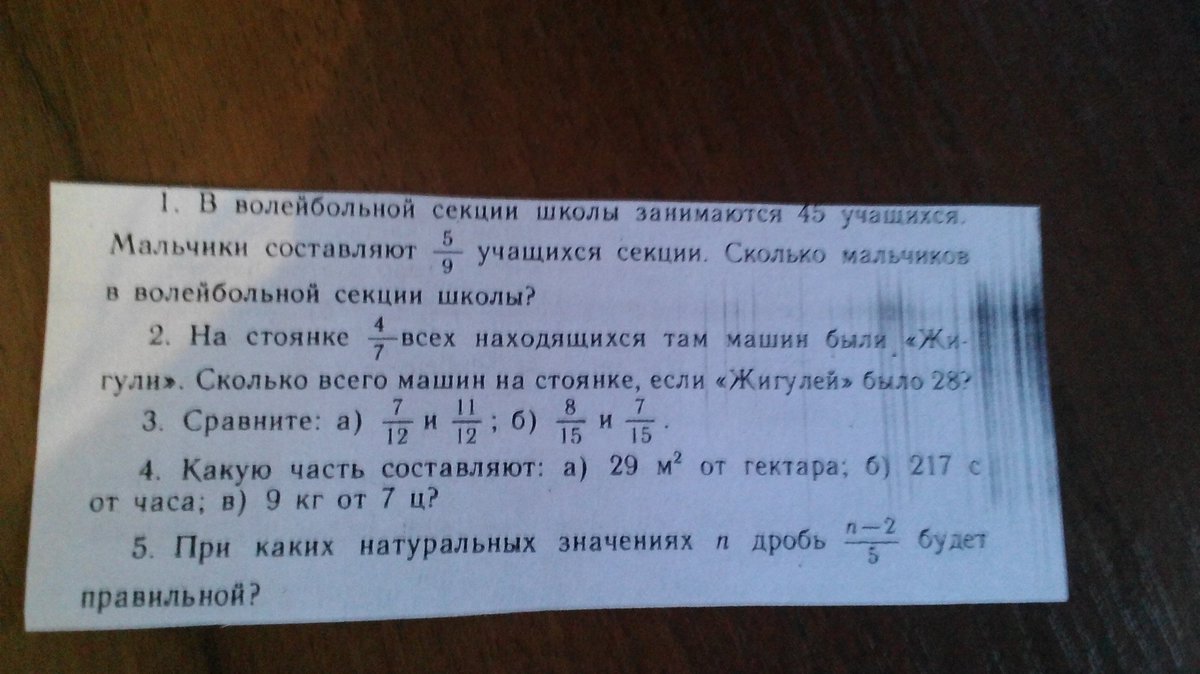 1. В волейбольной секции школы занимаются 45 учащихся.
Мальчики составляют 5/9 учащихся секции. Сколько мальчиков
в волейбольной секции школы?
2. На стоянке 4/7 всех находящихся там машин были «Жи-
гули». Сколько всего машин на стоянке, если «Жигулей» было 28?
3. Сравните: а) 7/12 и 11/12; б) 8/15 и 7/15.
4. Какую часть составляют: а) 29 м² от гектара; б) 217 с
от часа; в) 9 кг от 7 ц?
5. При каких натуральных значениях n дробь (n−2)/5 будет
правильной?